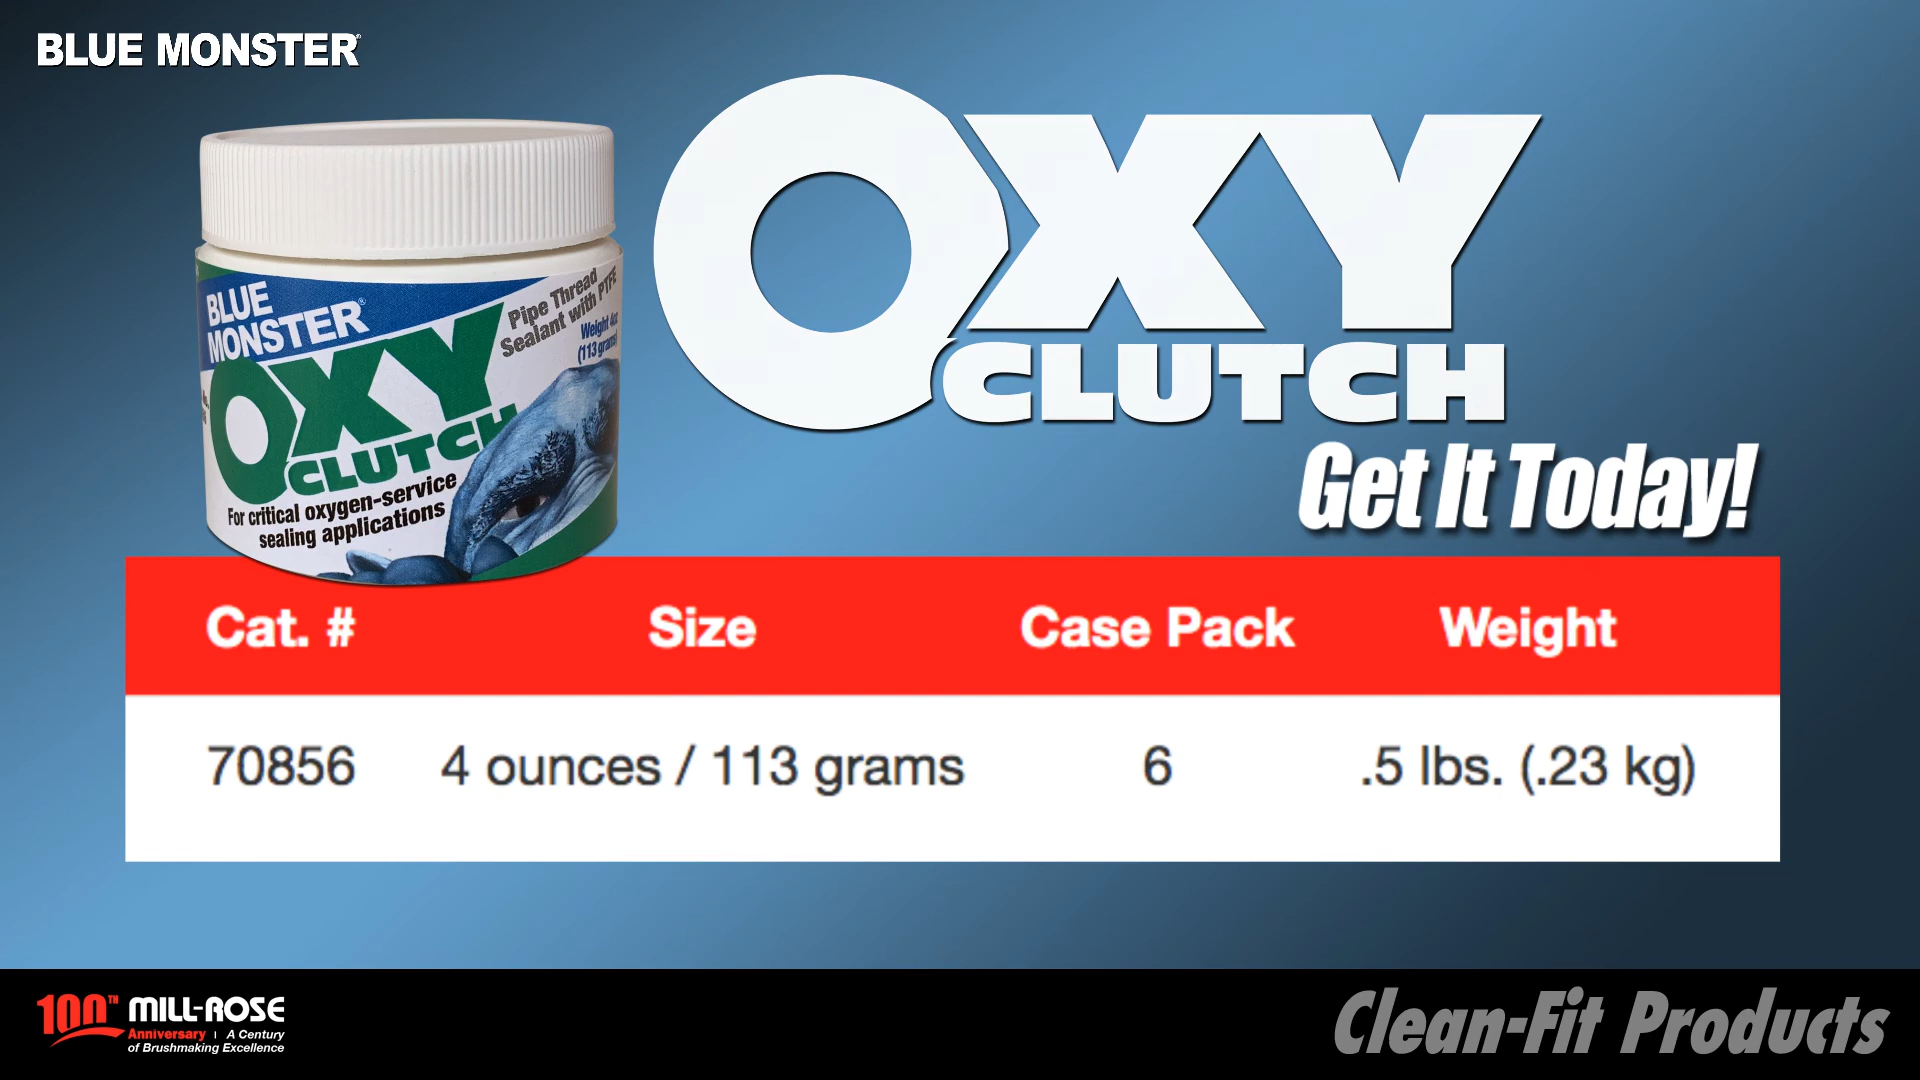 BLUE MONSTER®
OXY
CLUTCH
Get It Today!
BLUE
MONSTER®
Pipe Thread
Sealant with PTFE
Weight 4oz
(113 grams)
OXY
CLUTCH
For critical oxygen-service
sealing applications
Cat. # Size Case Pack Weight
70856 4 ounces / 113 grams 6 .5 lbs. (.23 kg)
100TH MILL-ROSE
Anniversary | A Century
of Brushmaking Excellence
Clean-Fit Products